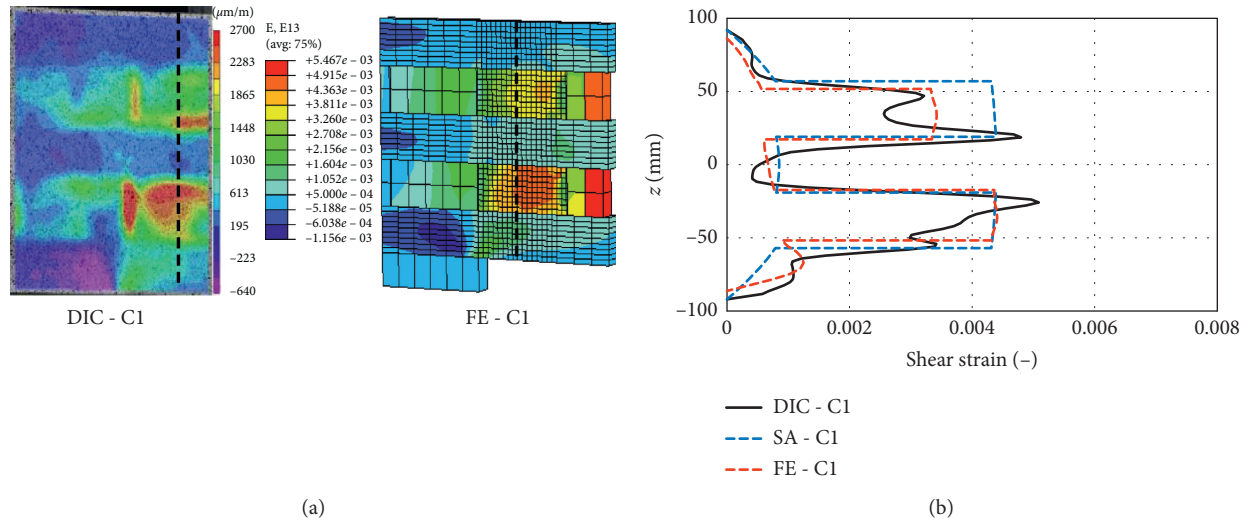 (µm/m)
2700
2283
1865
1448
1030
613
195
−223
−640
DIC - C1
E, E13
(avg: 75%)
+5.467e − 03
+4.915e − 03
+4.363e − 03
+3.811e − 03
+3.260e − 03
+2.708e − 03
+2.156e − 03
+1.604e − 03
+1.052e − 03
+5.000e − 04
−5.188e − 05
−6.038e − 04
−1.156e − 03
FE - C1
(a)
z (mm)
100
50
0
−50
−100
0 0.002 0.004 0.006 0.008
Shear strain (–)
DIC - C1
SA - C1
FE - C1
(b)